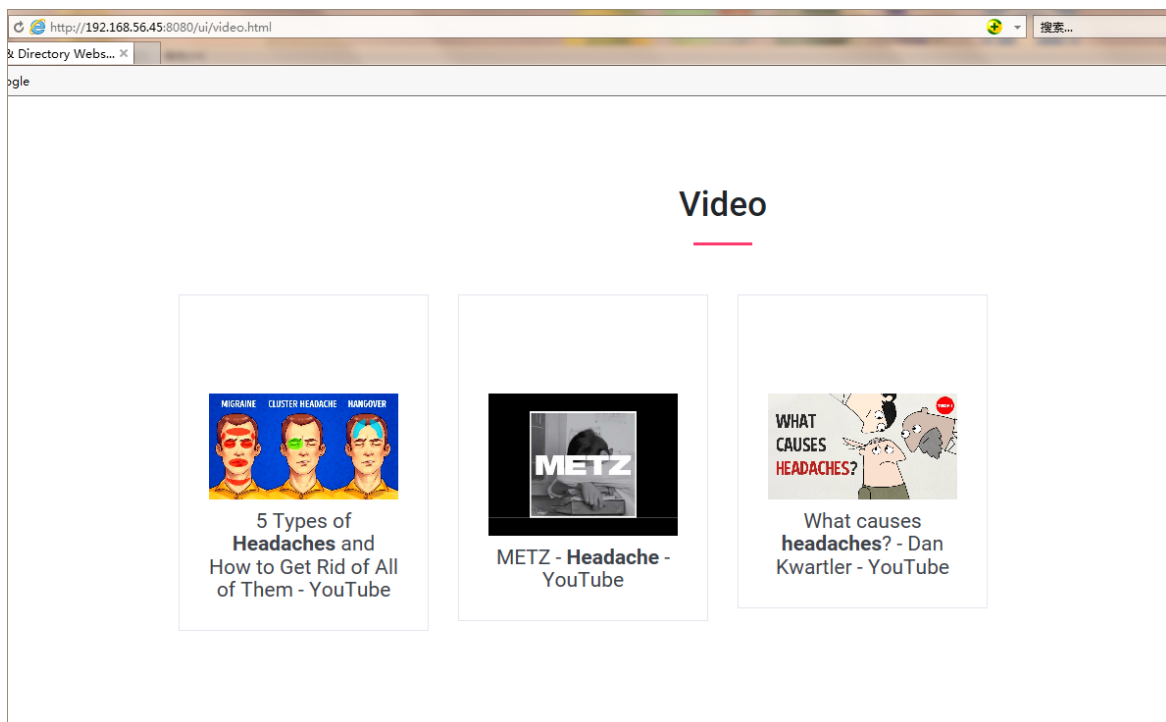 http://192.168.56.45:8080/ui/video.html
搜索...
& Directory Webs...
ogle
Video
MIGRAINE CLUSTER HEADACHE HANGOVER
5 Types of
Headaches and
How to Get Rid of All
of Them - YouTube
METZ
METZ - Headache -
YouTube
WHAT
CAUSES
HEADACHES?
What causes
headaches? - Dan
Kwartler - YouTube